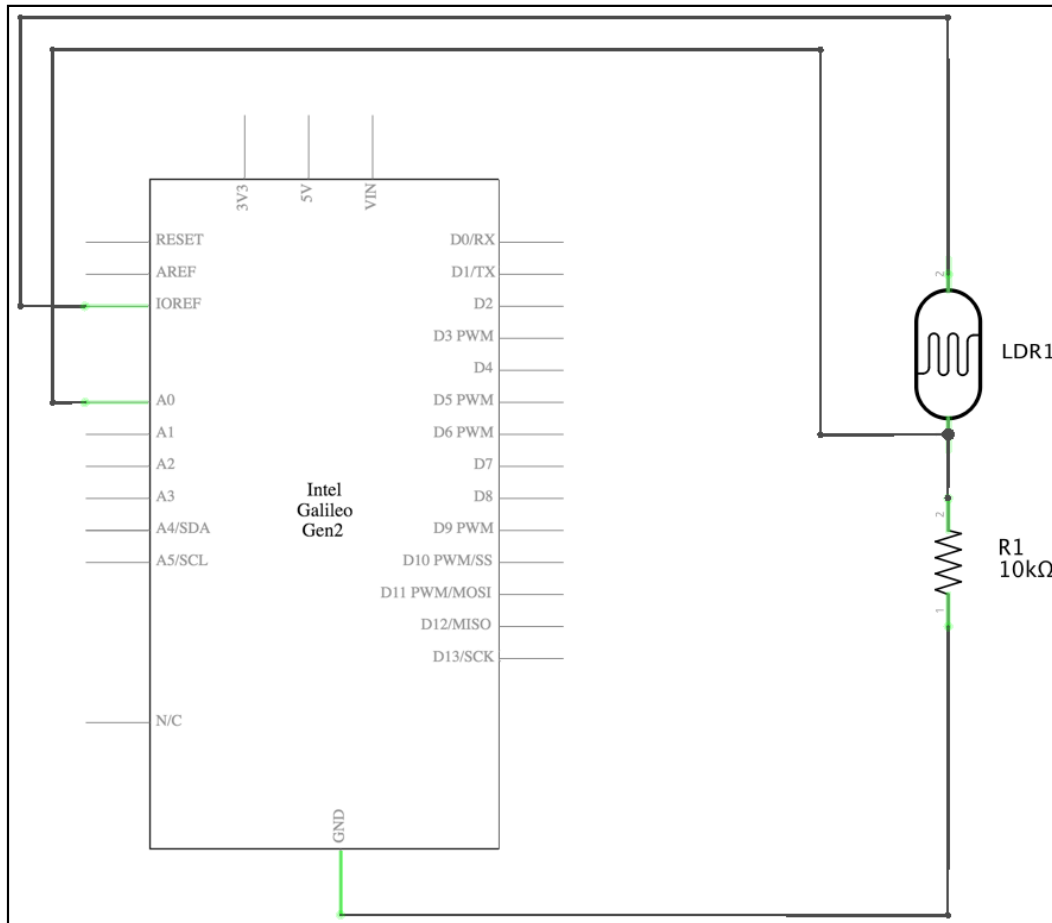 3V3
5V
VIN
RESET
AREF
IOREF
A0
A1
A2
A3
A4/SDA
A5/SCL
N/C
Intel
Galileo
Gen2
D0/RX
D1/TX
D2
D3 PWM
D4
D5 PWM
D6 PWM
D7
D8
D9 PWM
D10 PWM/SS
D11 PWM/MOSI
D12/MISO
D13/SCK
GND
2
LDR1
2
R1
10kΩ
1